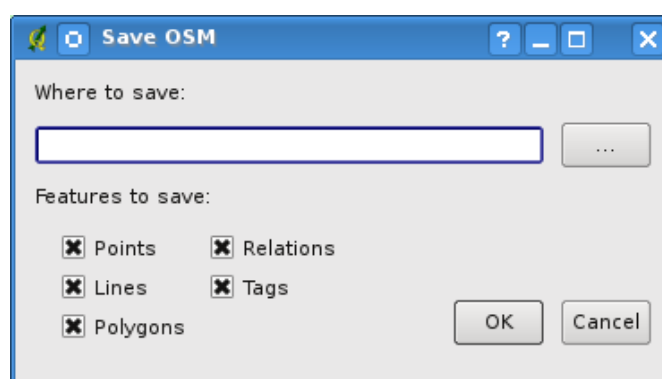 Save OSM
Where to save:
...
Features to save:
Points
Relations
Lines
Tags
Polygons
OK
Cancel